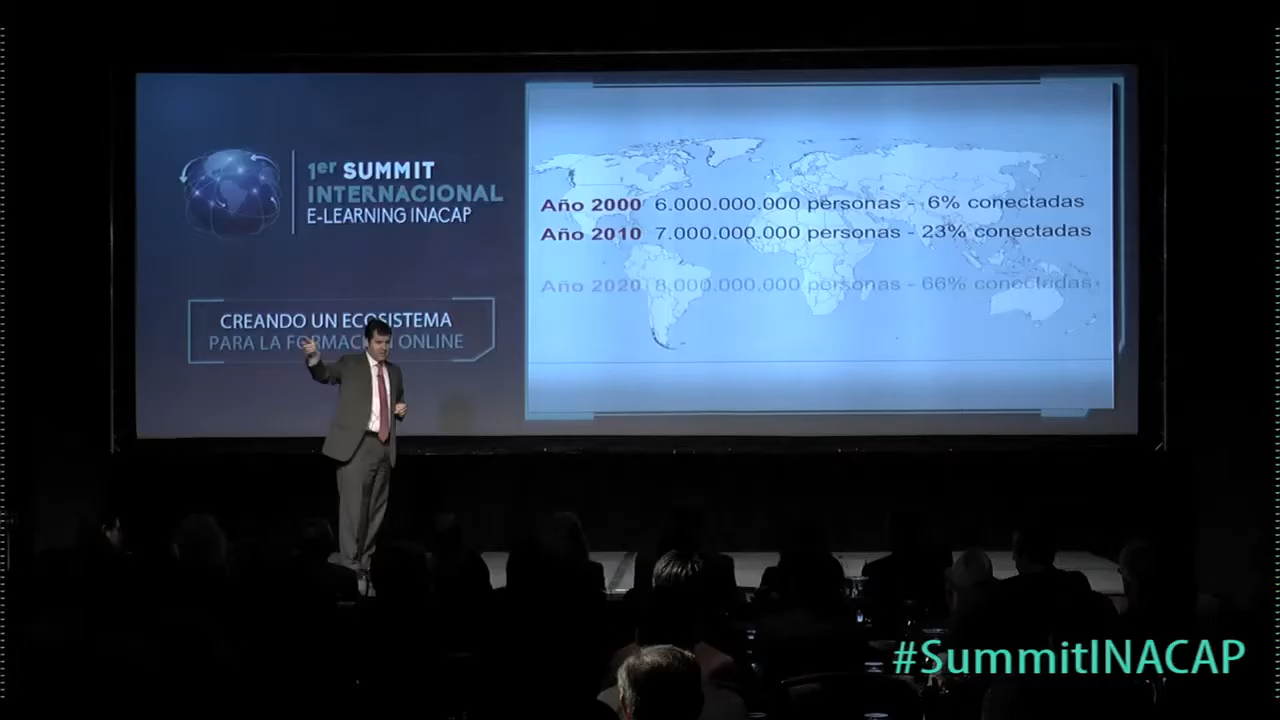 1er SUMMIT
INTERNACIONAL
E-LEARNING INACAP
CREANDO UN ECOSISTEMA
PARA LA FORMACIÓN ONLINE
Año 2000 6.000.000.000 personas - 6% conectadas
Año 2010 7.000.000.000 personas - 23% conectadas
Año 2020 8.000.000.000 personas - 66% conectadas
#SummitINACAP